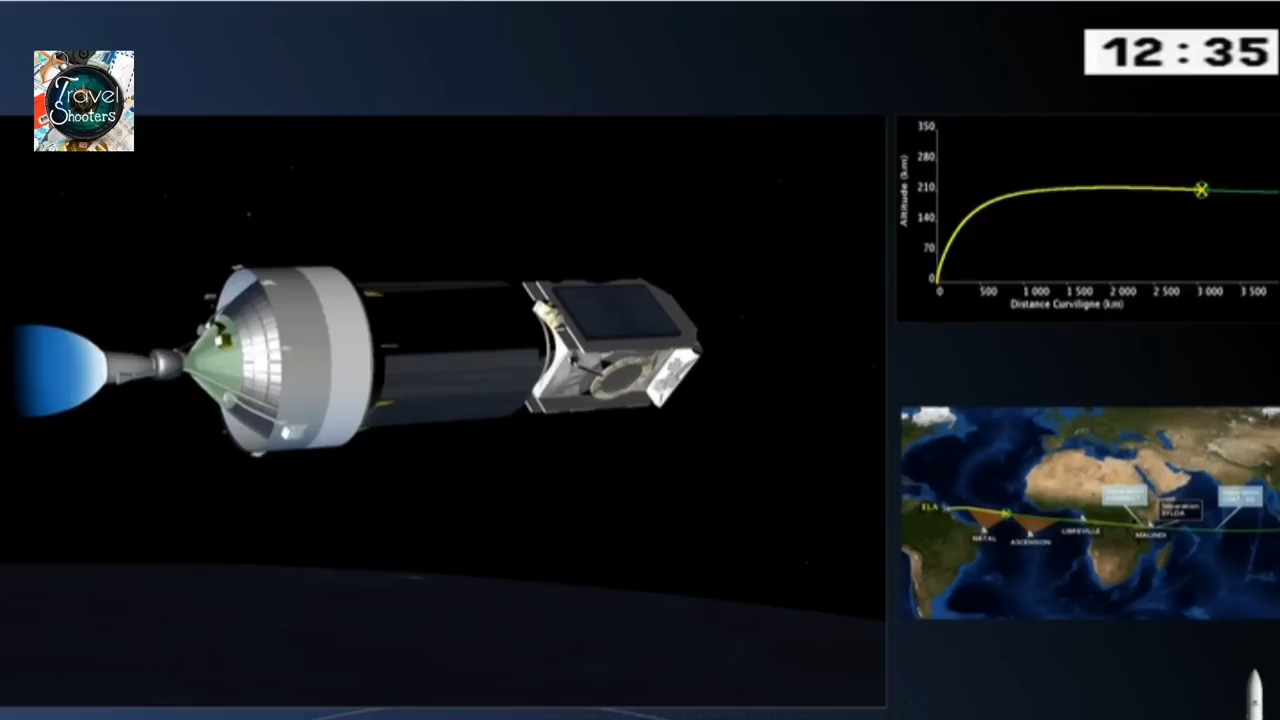 Travel
Shooters
12:35
350
280
210
140
70
0
Altitude (km)
0 500 1 000 1 500 2 000 2 500 3 000 3 500
Distance Curviligne (km)
ELA
Séparation
SYLDA
NATAL
ASCENSION
LIBREVILLE
MALINDI
Séparation